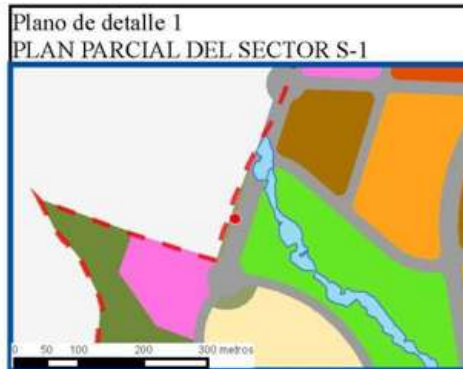 Plano de detalle 1
PLAN PARCIAL DEL SECTOR S-1
0 50 100 200 300 metros